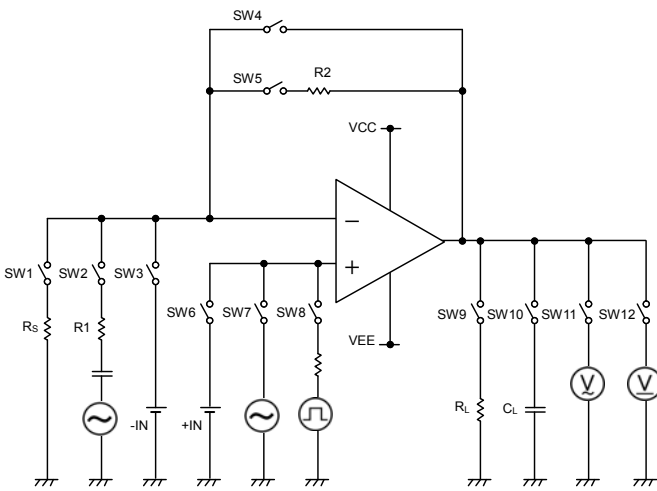 SW4
SW5 R2
VCC
SW1 SW2 SW3
SW6 SW7 SW8
SW9 SW10 SW11 SW12
RS R1
VEE
-IN +IN
RL CL
V V
− +